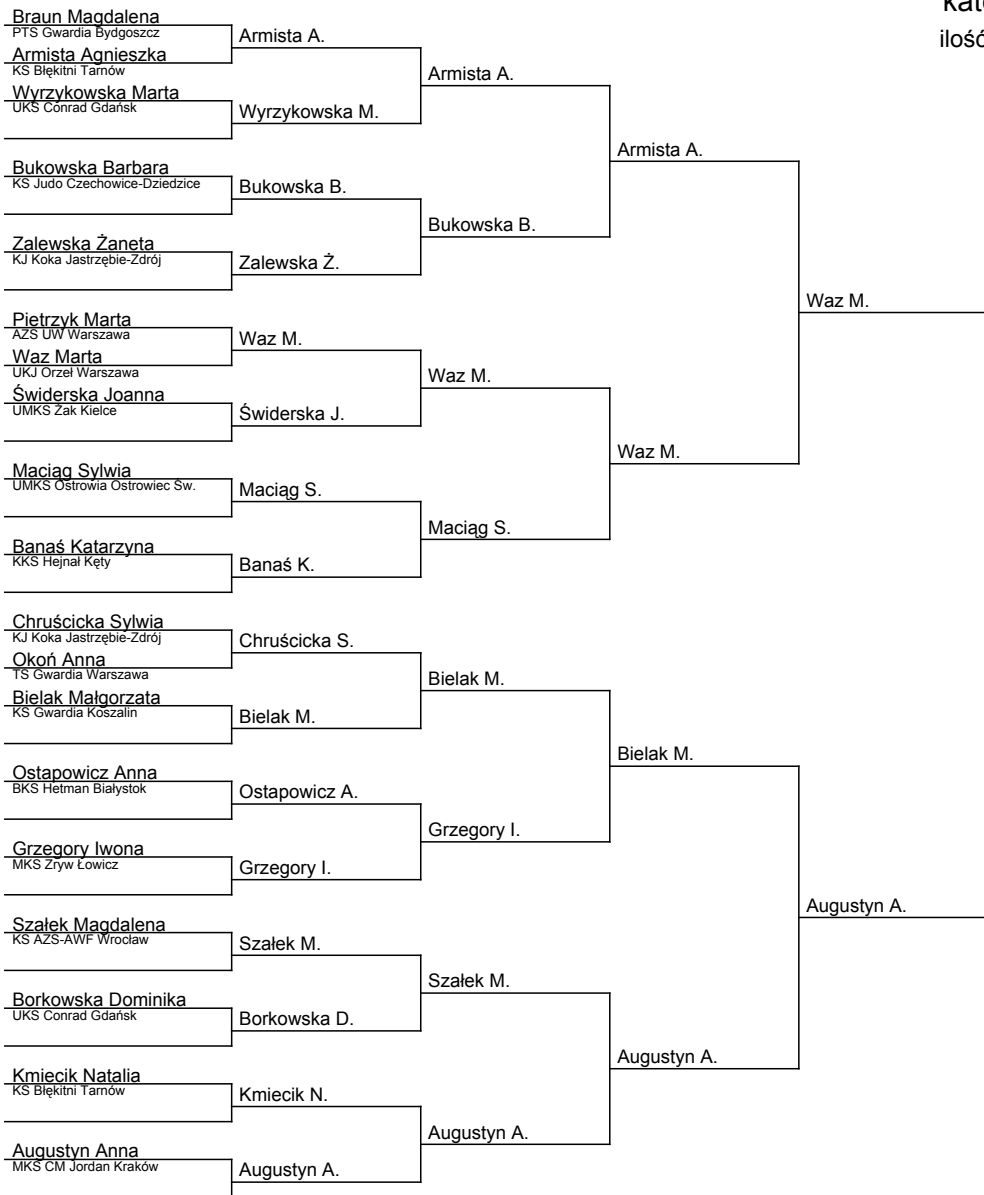 kate
ilość
Braun Magdalena
PTS Gwardia Bydgoszcz
Armista Agnieszka
KS Błękitni Tarnów
Wyrzykowska Marta
UKS Conrad Gdańsk
Bukowska Barbara
KS Judo Czechowice-Dziedzice
Zalewska Żaneta
KJ Koka Jastrzębie-Zdrój
Pietrzyk Marta
AZS UW Warszawa
Waz Marta
UKJ Orzeł Warszawa
Świderska Joanna
UMKS Żak Kielce
Maciąg Sylwia
UMKS Ostrowia Ostrowiec Św.
Banaś Katarzyna
KKS Hejnał Kęty
Chruścicka Sylwia
KJ Koka Jastrzębie-Zdrój
Okoń Anna
TS Gwardia Warszawa
Bielak Małgorzata
KS Gwardia Koszalin
Ostapowicz Anna
BKS Hetman Białystok
Grzegory Iwona
MKS Zryw Łowicz
Szałek Magdalena
KS AZS-AWF Wrocław
Borkowska Dominika
UKS Conrad Gdańsk
Kmiecik Natalia
KS Błękitni Tarnów
Augustyn Anna
MKS CM Jordan Kraków
Armista A.
Wyrzykowska M.
Bukowska B.
Zalewska Ż.
Waz M.
Świderska J.
Maciąg S.
Banaś K.
Chruścicka S.
Bielak M.
Ostapowicz A.
Grzegory I.
Szałek M.
Borkowska D.
Kmiecik N.
Augustyn A.
Armista A.
Bukowska B.
Waz M.
Maciąg S.
Bielak M.
Grzegory I.
Szałek M.
Augustyn A.
Armista A.
Waz M.
Bielak M.
Augustyn A.
Waz M.
Augustyn A.